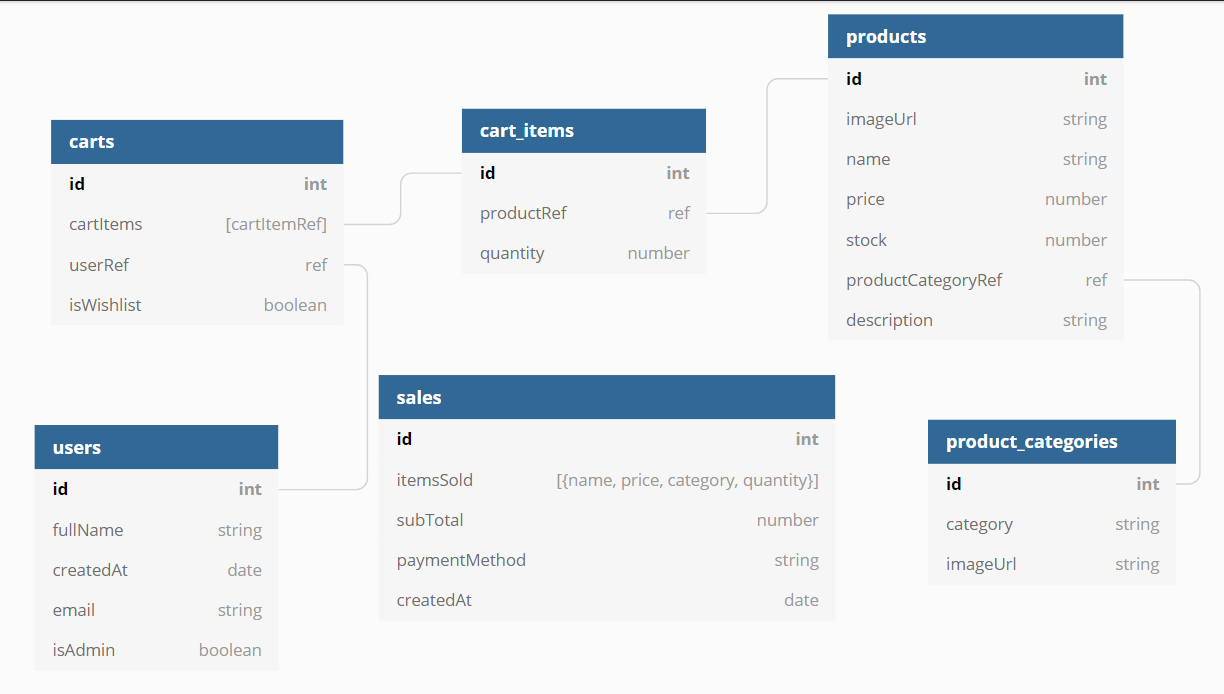 products
id int
imageUrl string
name string
price number
stock number
productCategoryRef ref
description string
cart_items
id int
productRef ref
quantity number
carts
id int
cartItems [cartItemRef]
userRef ref
isWishlist boolean
sales
id int
itemsSold [{name, price, category, quantity}]
subTotal number
paymentMethod string
createdAt date
users
id int
fullName string
createdAt date
email string
isAdmin boolean
product_categories
id int
category string
imageUrl string